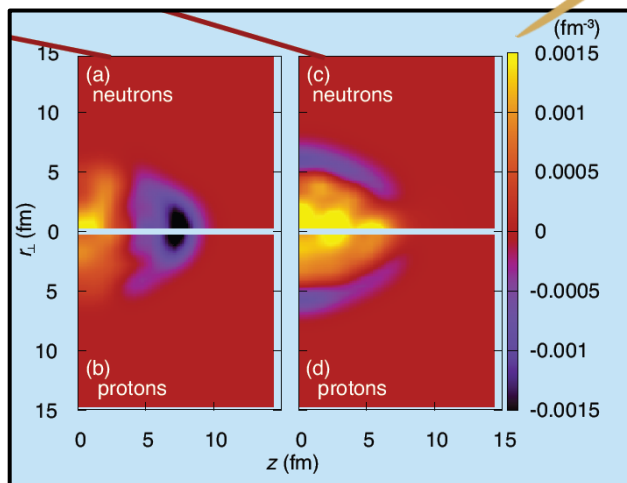 (fm⁻³)
15
(a)
neutrons
(c)
neutrons
0.0015
10
0.001
5
0.0005
0
0
r⊥ (fm)
5
-0.0005
10
-0.001
(b)
protons
(d)
protons
15
-0.0015
0
5
10
0
5
10
15
z (fm)